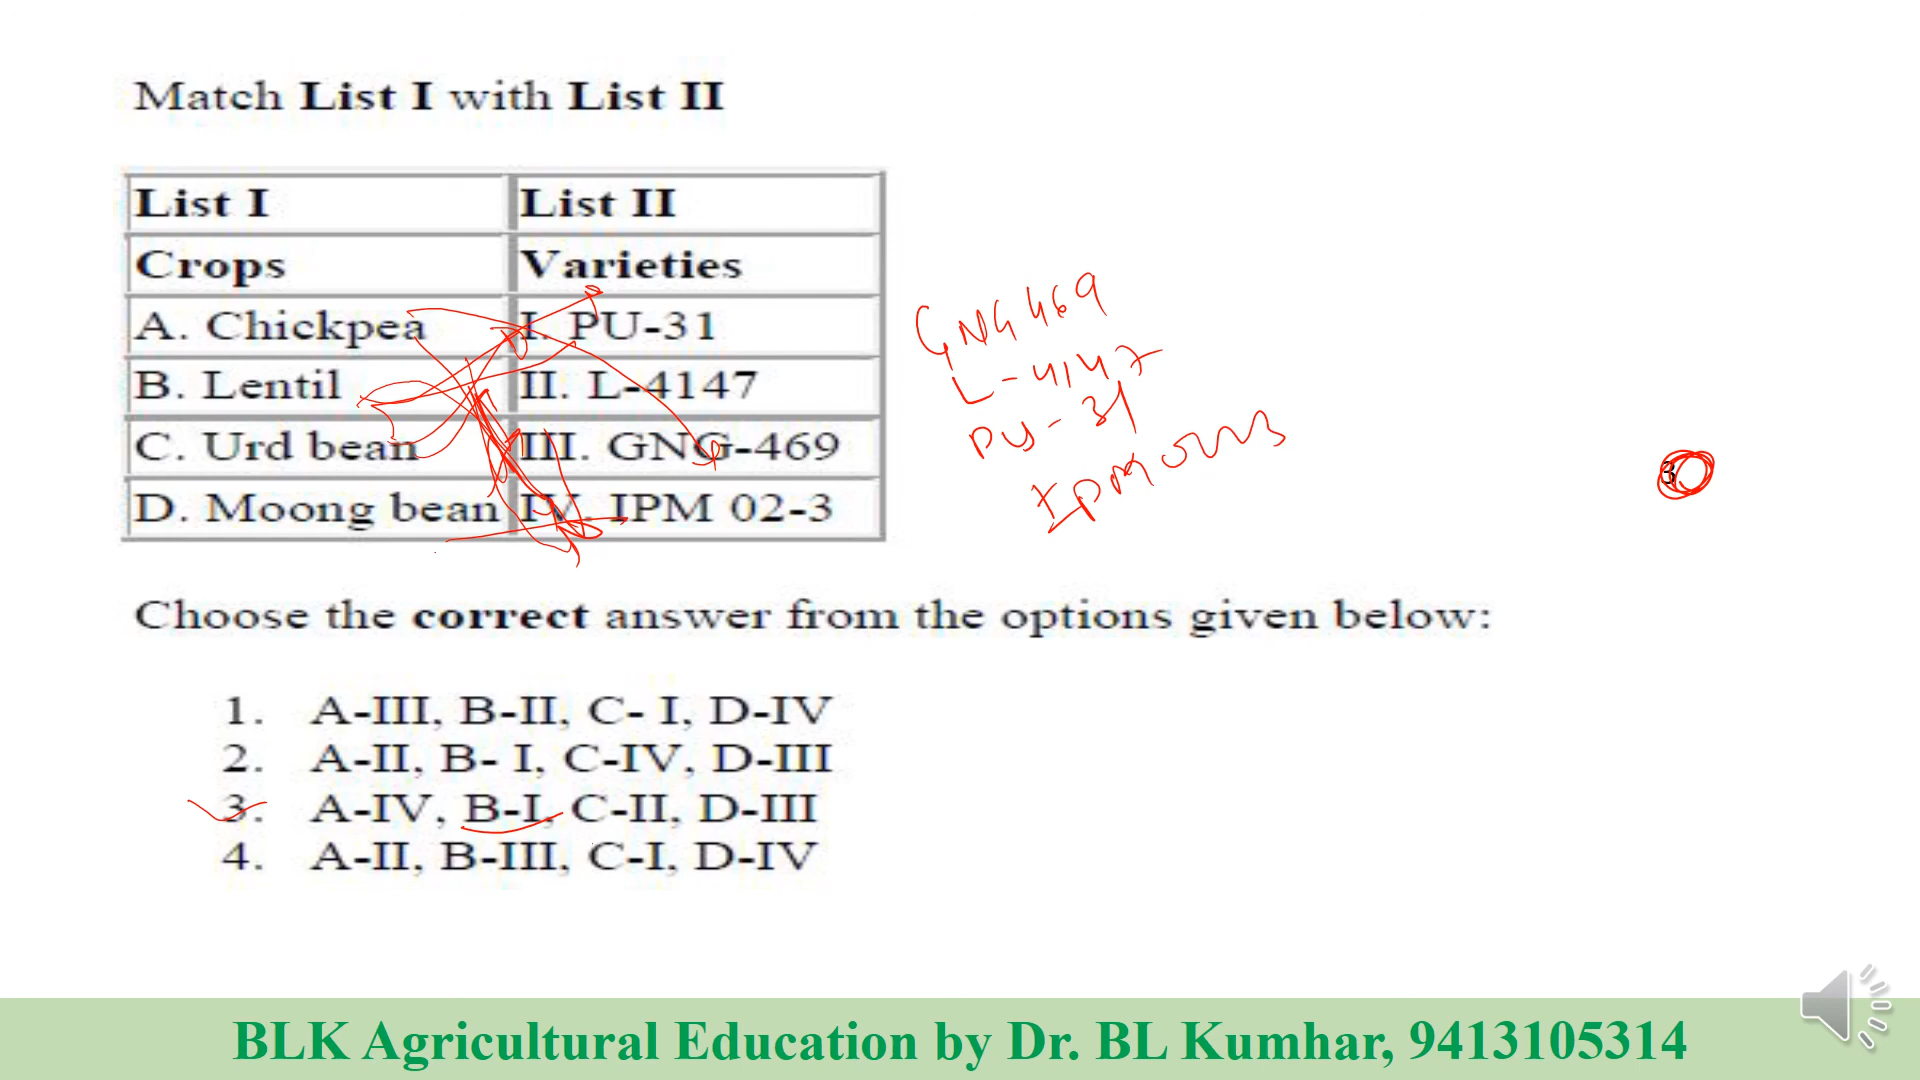 Match List I with List II
List I List II
Crops Varieties
A. Chickpea I. PU-31
B. Lentil II. L-4147
C. Urd bean III. GNG-469
D. Moong bean IV. IPM 02-3
GNG 469
L-4147
PU-31
IPM
3
Choose the correct answer from the options given below:
1. A-III, B-II, C- I, D-IV
2. A-II, B- I, C-IV, D-III
3. A-IV, B-I, C-II, D-III
4. A-II, B-III, C-I, D-IV
BLK Agricultural Education by Dr. BL Kumhar, 9413105314